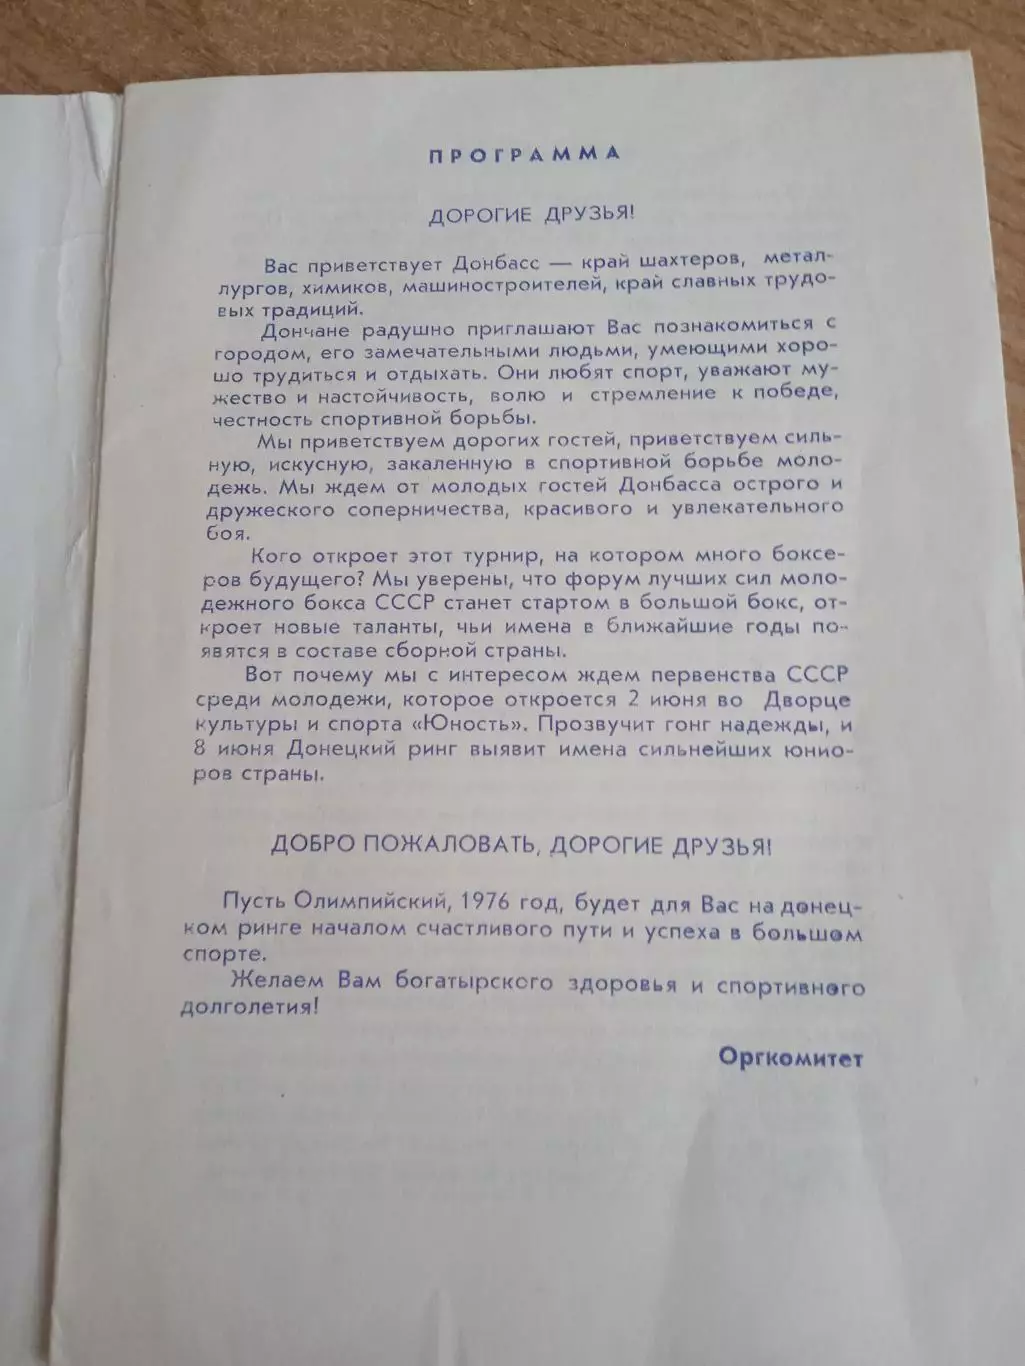 ПРОГРАММА
ДОРОГИЕ ДРУЗЬЯ!
Вас приветствует Донбасс — край шахтеров, метал-
лургов, химиков, машиностроителей, край славных трудо-
вых традиций.
Дончане радушно приглашают Вас познакомиться с
городом, его замечательными людьми, умеющими хоро-
шо трудиться и отдыхать. Они любят спорт, уважают му-
жество и настойчивость, волю и стремление к победе,
честность спортивной борьбы.
Мы приветствуем дорогих гостей, приветствуем силь-
ную, искусную, закаленную в спортивной борьбе моло-
дежь. Мы ждем от молодых гостей Донбасса острого и
дружеского соперничества, красивого и увлекательного
боя.
Кого откроет этот турнир, на котором много боксе-
ров будущего? Мы уверены, что форум лучших сил моло-
дежного бокса СССР станет стартом в большой бокс, от-
кроет новые таланты, чьи имена в ближайшие годы по-
явятся в составе сборной страны.
Вот почему мы с интересом ждем первенства СССР
среди молодежи, которое откроется 2 июня во Дворце
культуры и спорта «Юность». Прозвучит гонг надежды, и
8 июня Донецкий ринг выявит имена сильнейших юнио-
ров страны.
ДОБРО ПОЖАЛОВАТЬ, ДОРОГИЕ ДРУЗЬЯ!
Пусть Олимпийский, 1976 год, будет для Вас на донец-
ком ринге началом счастливого пути и успеха в большом
спорте.
Желаем Вам богатырского здоровья и спортивного
долголетия!
Оргкомитет